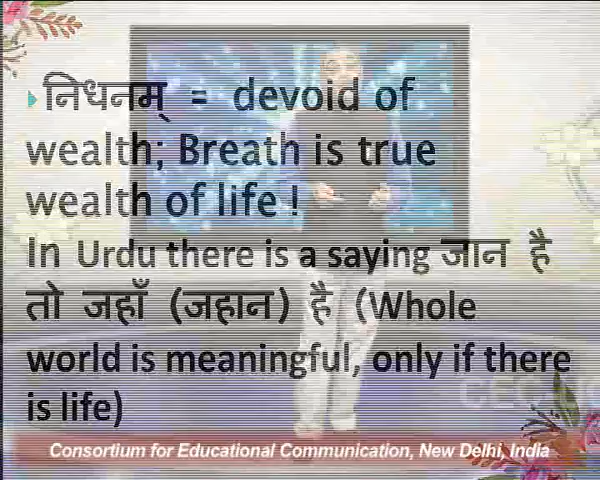 निधनम् = devoid of
wealth; Breath is true
wealth of life !
In Urdu there is a saying जान है
तो जहाँ (जहान) है (Whole
world is meaningful, only if there
is life)
CEC
Consortium for Educational Communication, New Delhi, India